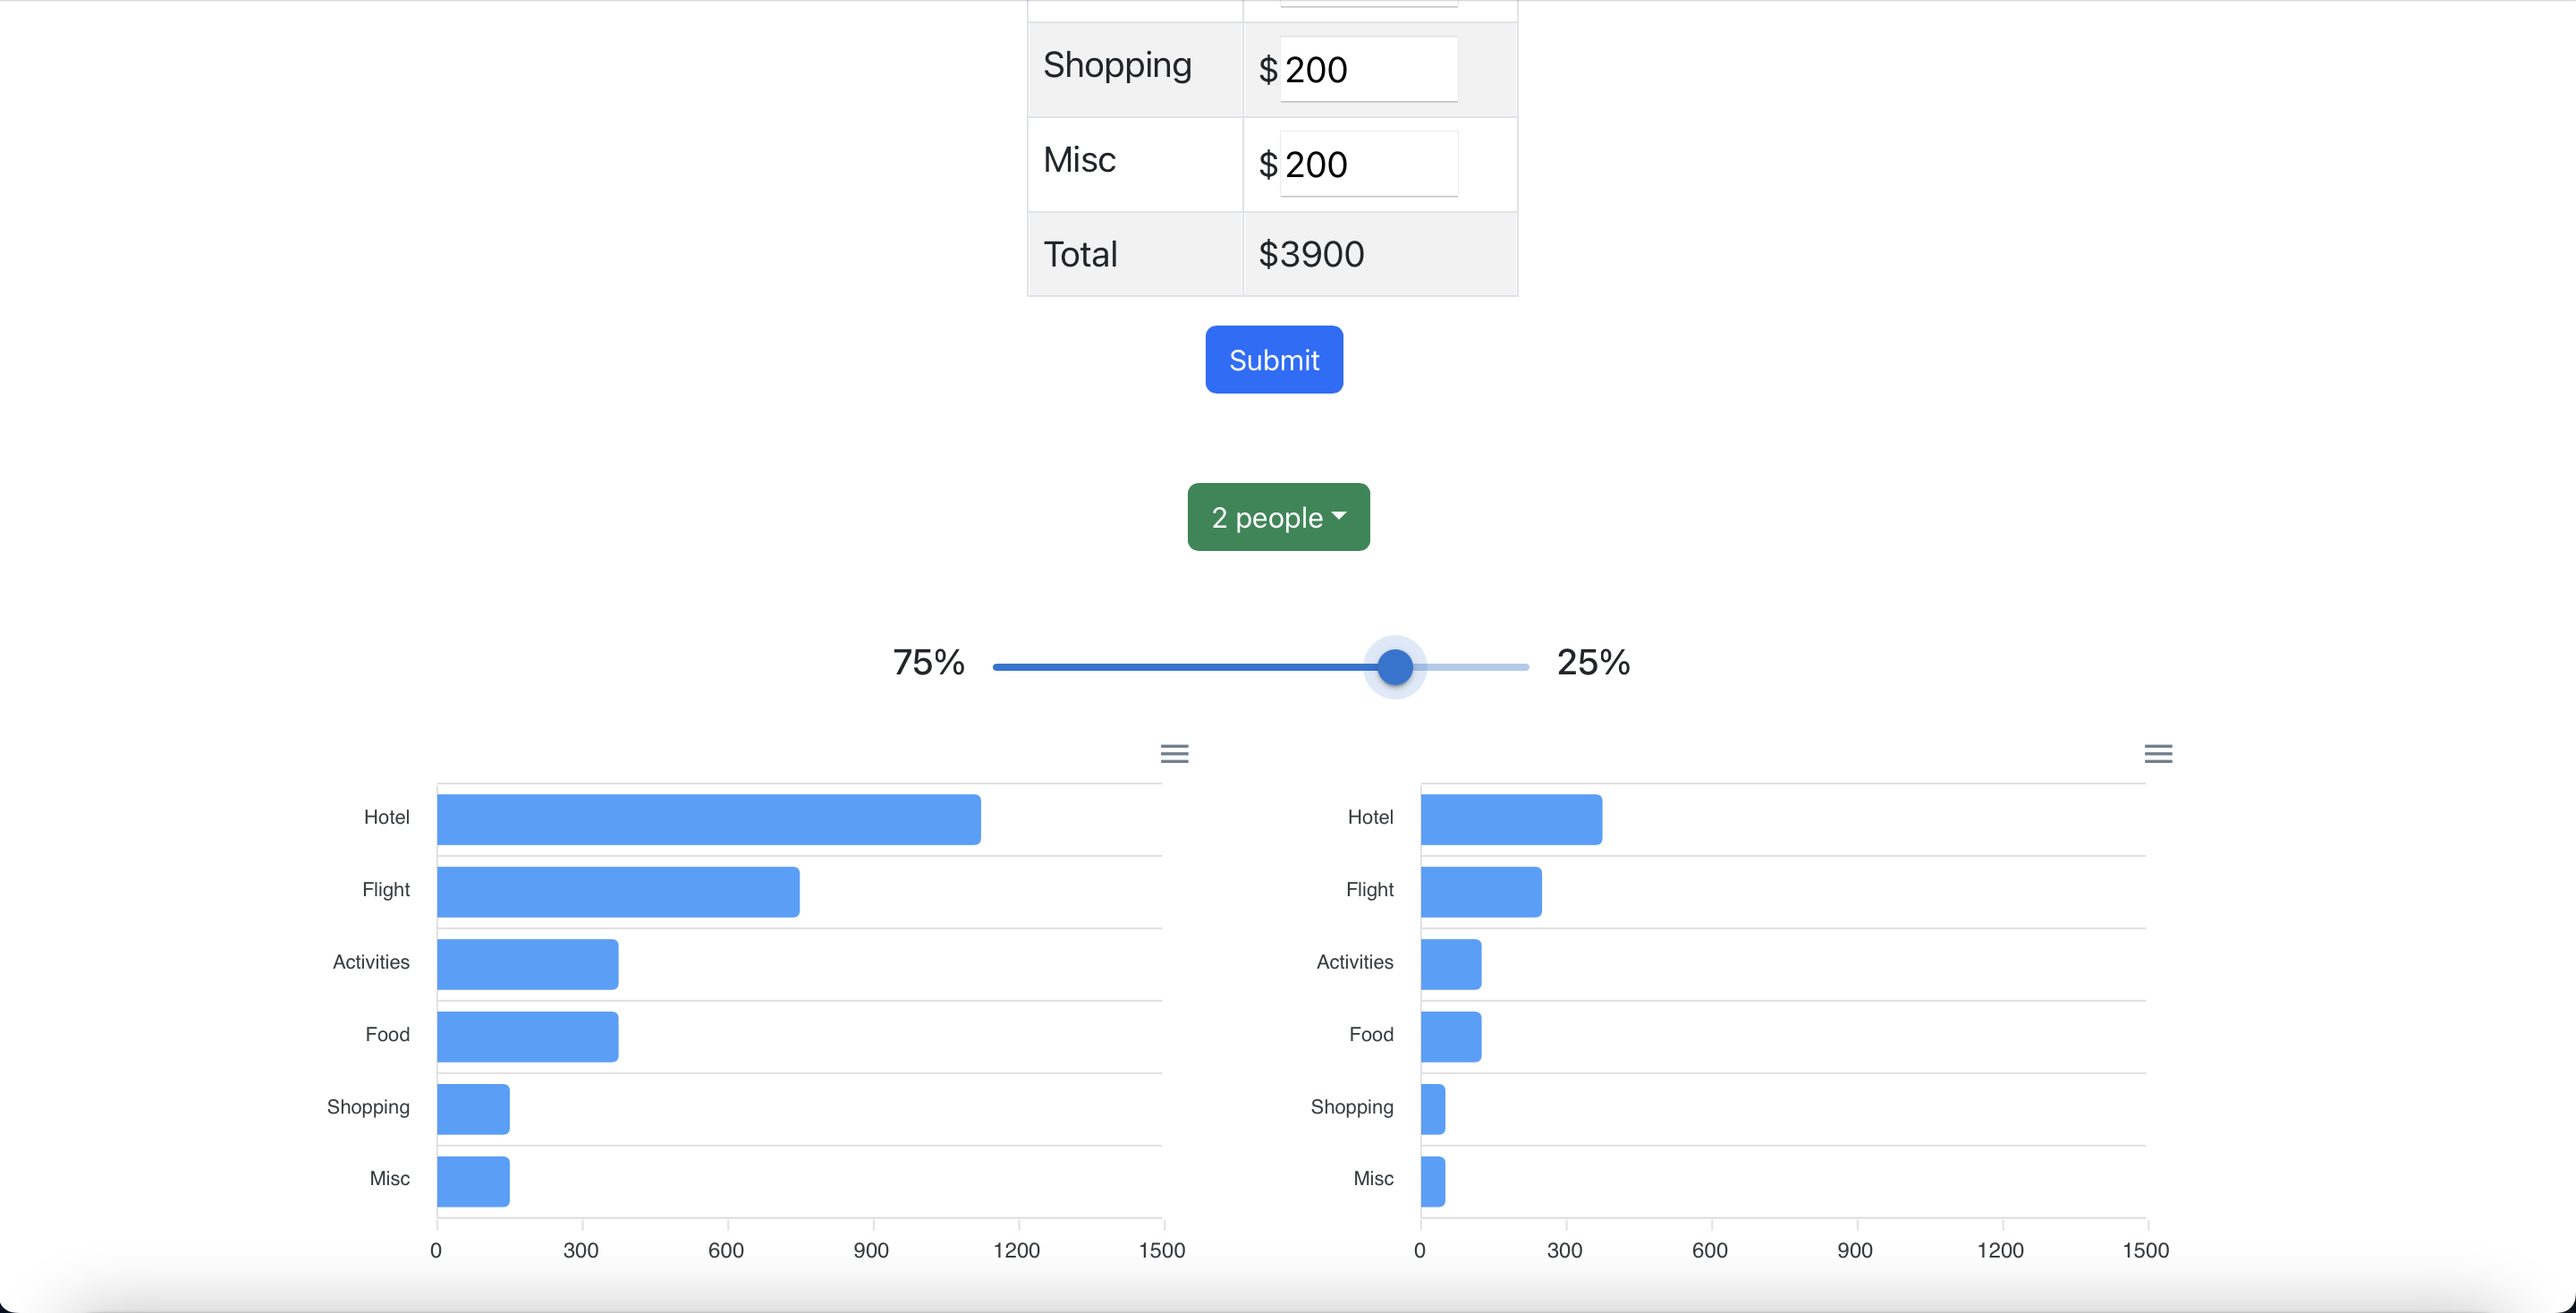 Shopping $ 200
Misc $ 200
Total $3900
Submit
2 people
75% 25%
Hotel
Flight
Activities
Food
Shopping
Misc
0 300 600 900 1200 1500
Hotel
Flight
Activities
Food
Shopping
Misc
0 300 600 900 1200 1500